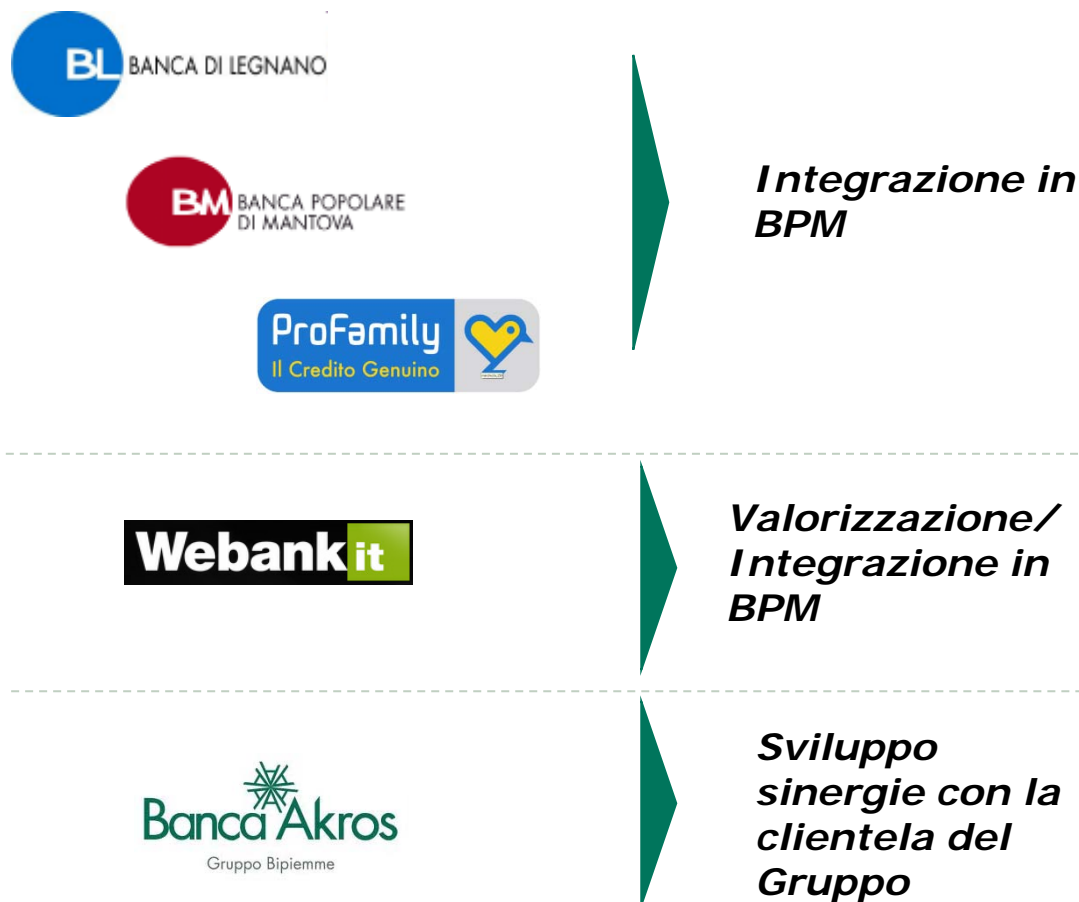 BL BANCA DI LEGNANO
BM BANCA POPOLARE
DI MANTOVA
Integrazione in
BPM
ProFamily
Il Credito Genuino
Webank it
Valorizzazione/
Integrazione in
BPM
Banca Akros
Gruppo Bipiemme
Sviluppo
sinergie con la
clientela del
Gruppo